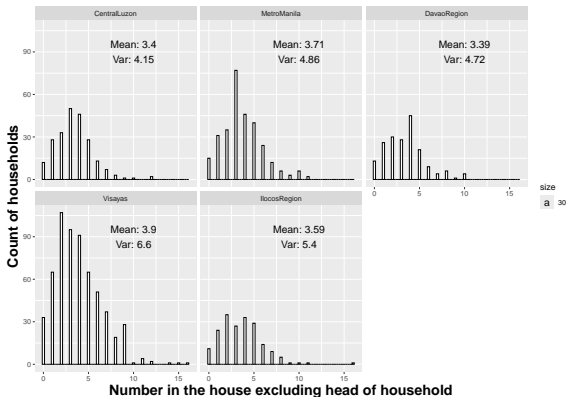 CentralLuzon
MetroManila
DavaoRegion
Mean: 3.4
Var: 4.15
Mean: 3.71
Var: 4.86
Mean: 3.39
Var: 4.72
90
60
30
0
0 5 10 15
Visayas
IlocosRegion
Mean: 3.9
Var: 6.6
Mean: 3.59
Var: 5.4
90
60
30
0
0 5 10 15
0 5 10 15
Count of households
Number in the house excluding head of household
size
a 30